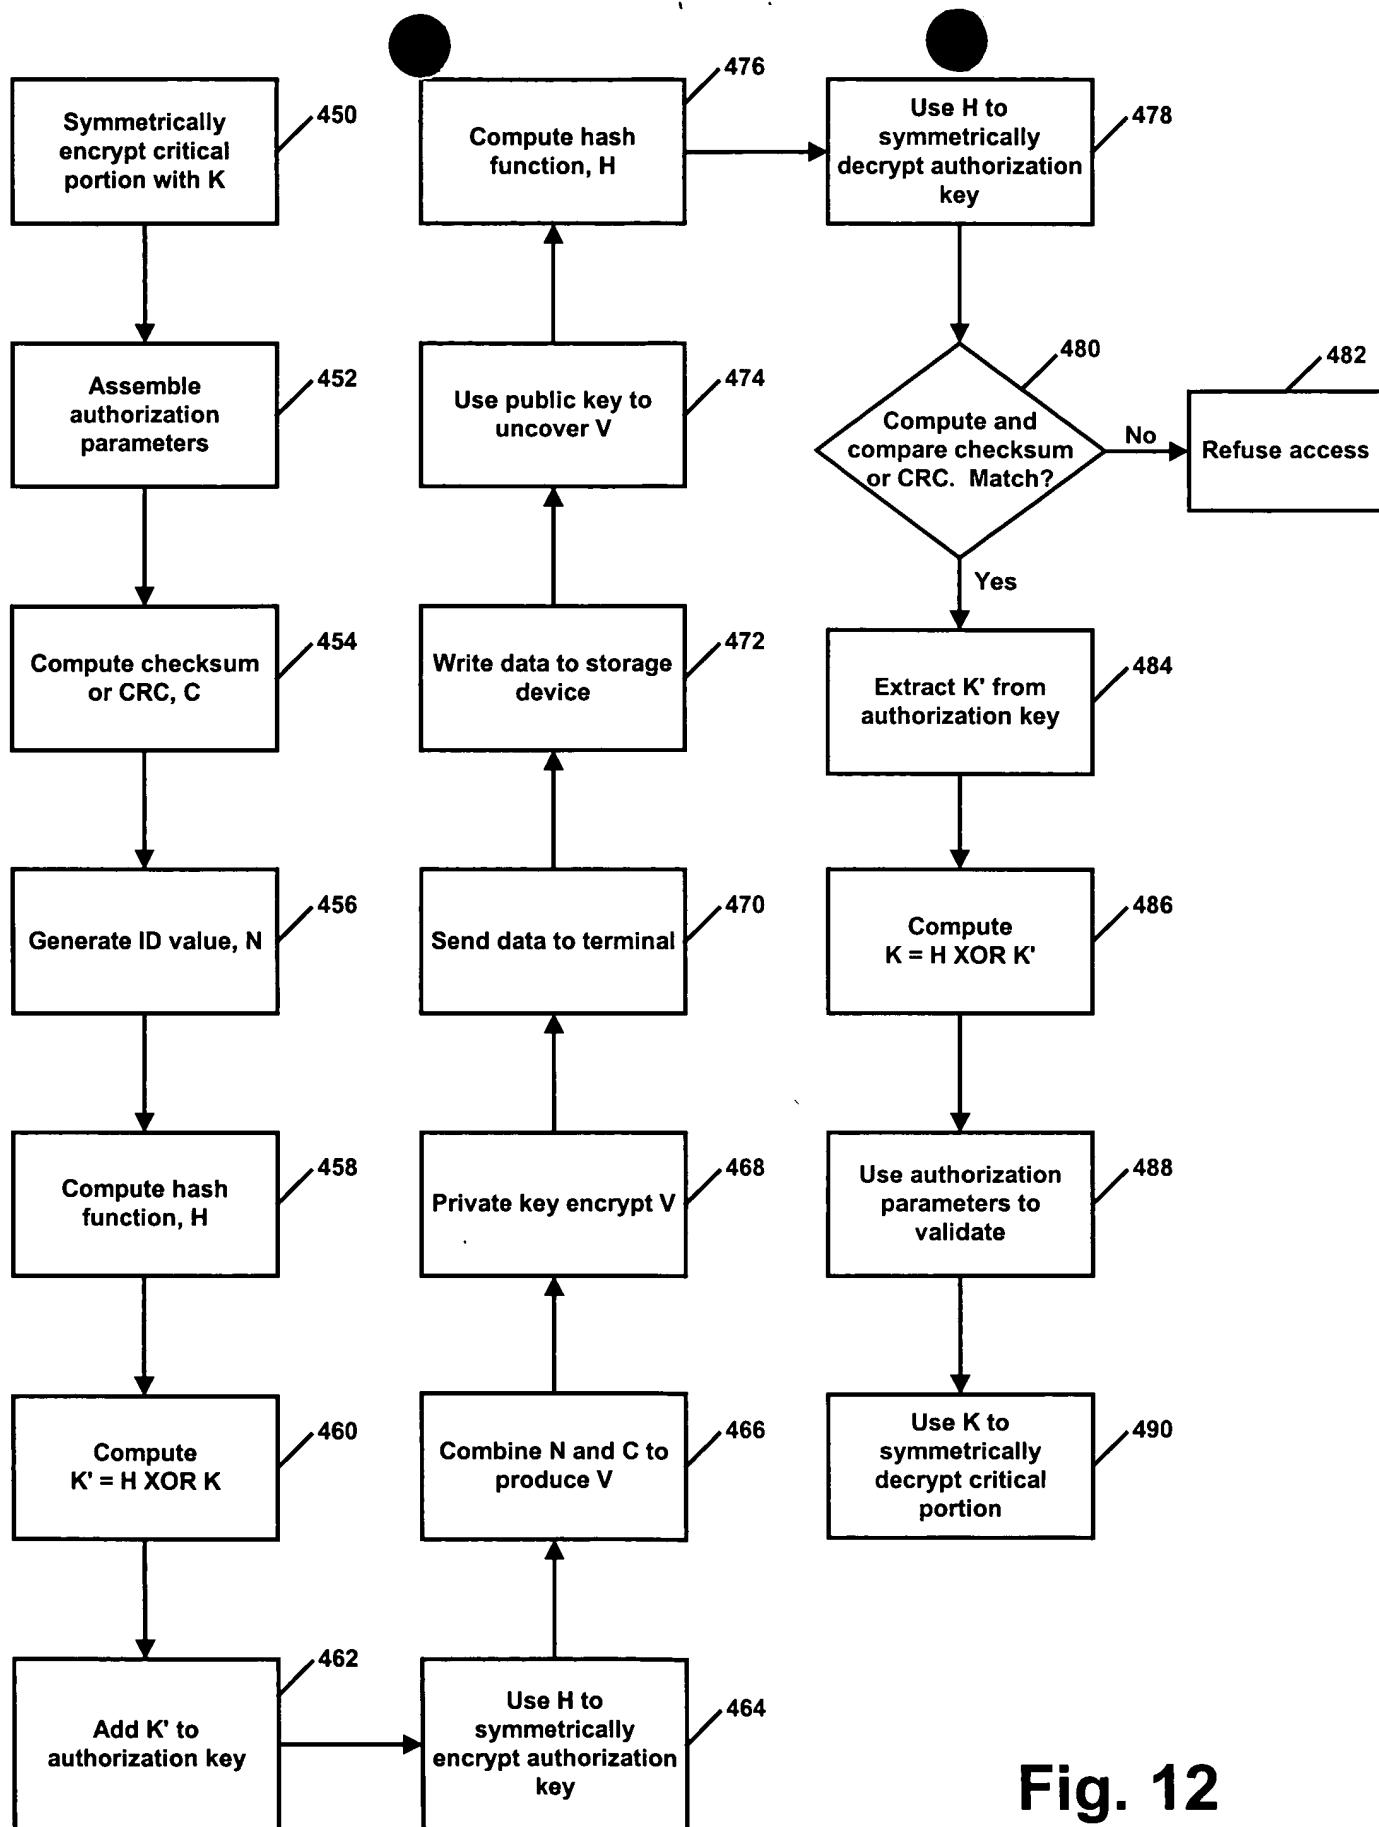 Symmetrically
encrypt critical
portion with K
450
Assemble
authorization
parameters
452
Compute checksum
or CRC, C
454
Generate ID value, N
456
Compute hash
function, H
458
Compute
K' = H XOR K
460
Add K' to
authorization key
462
Use H to
symmetrically
encrypt authorization
key
464
Combine N and C to
produce V
466
Private key encrypt V
468
Send data to terminal
470
Write data to storage
device
472
Use public key to
uncover V
474
Compute hash
function, H
476
Use H to
symmetrically
decrypt authorization
key
478
Compute and
compare checksum
or CRC. Match?
480
No
Refuse access
482
Yes
Extract K' from
authorization key
484
Compute
K = H XOR K'
486
Use authorization
parameters to
validate
488
Use K to
symmetrically
decrypt critical
portion
490
Fig. 12